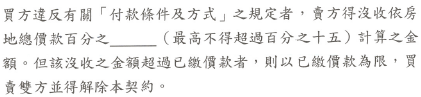 買方違反有關「付款條件及方式」之規定者，賣方得沒收依房
地總價款百分之______（最高不得超過百分之十五）計算之金
額。但該沒收之金額超過已繳價款者，則以已繳價款為限，買
賣雙方並得解除本契約。